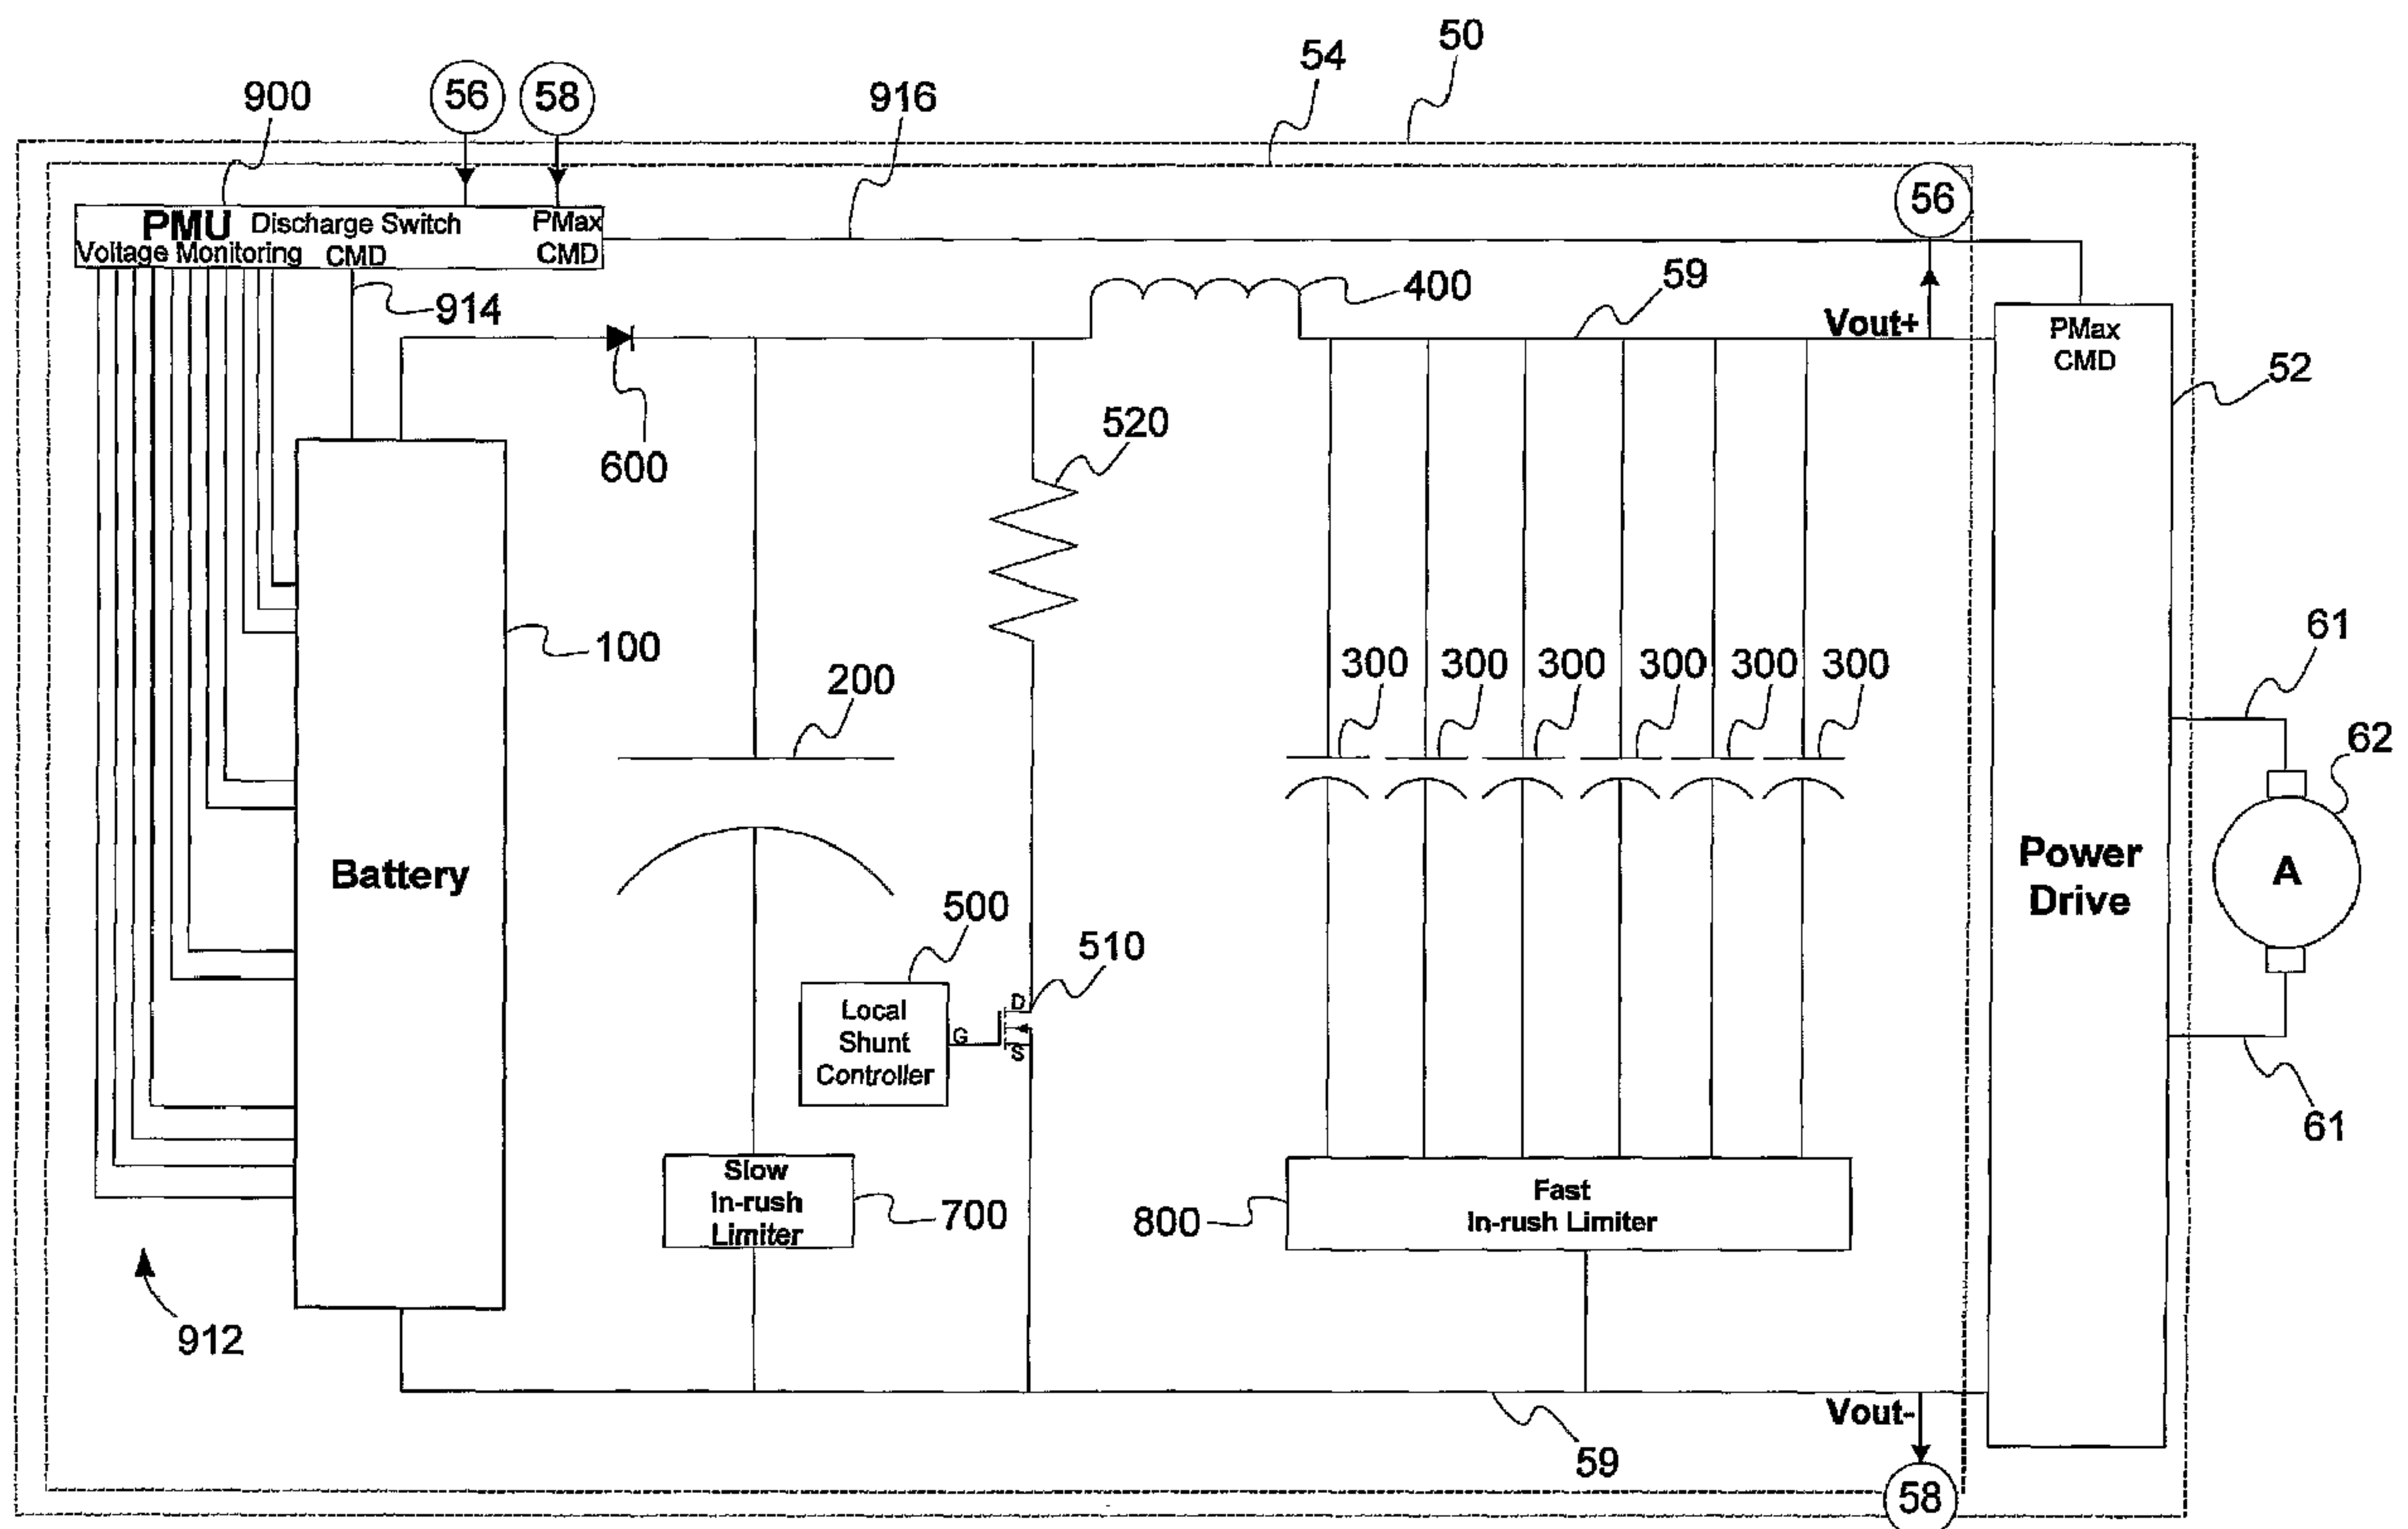 50
54
900
56
58
916
56
PMU Discharge Switch PMax
Voltage Monitoring CMD CMD
914
400
59
Vout+
PMax
CMD
52
600
520
100
200
300 300 300 300 300 300
61
62
Battery
500
510
Local
Shunt
Controller
D
G
S
Power
Drive
A
61
Slow
In-rush
Limiter
700
800
Fast
In-rush Limiter
912
59
Vout-
58